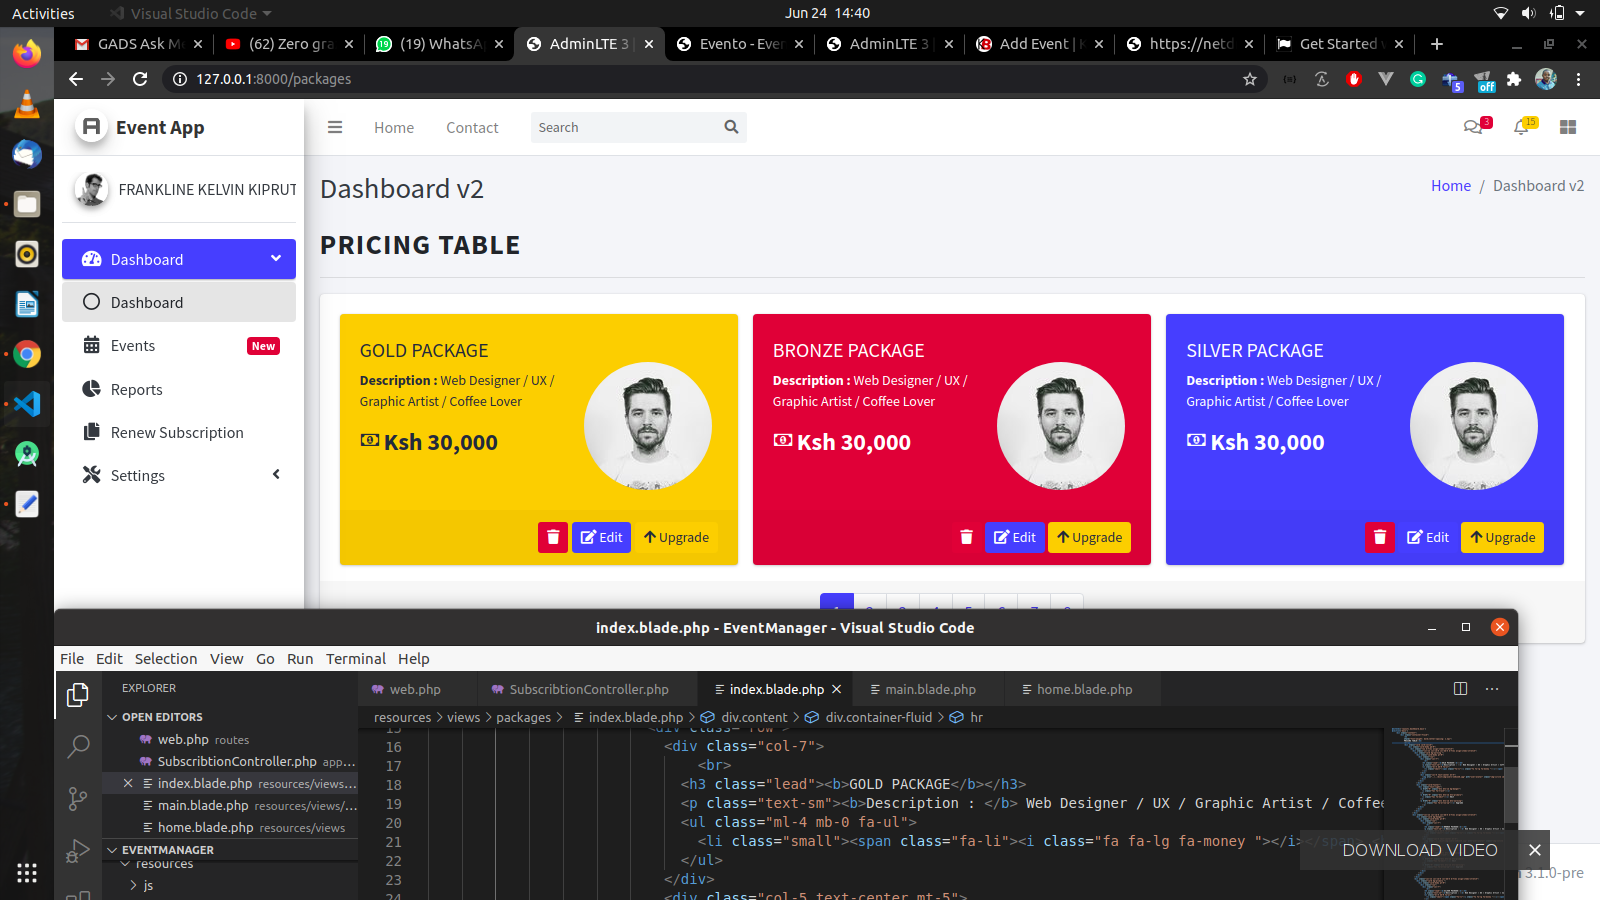 Activities
Visual Studio Code
Jun 24 14:40
GADS Ask M
(62) Zero gra
(19) WhatsA
AdminLTE 3 |
Evento - Eve
AdminLTE 3 |
Add Event |
https://netd
Get Started
127.0.0.1:8000/packages
5
off
Event App
Home
Contact
Search
3
15
FRANKLINE KELVIN KIPRUT
Dashboard v2
Home / Dashboard v2
PRICING TABLE
Dashboard
Dashboard
Events
New
Reports
Renew Subscription
Settings
GOLD PACKAGE
Description : Web Designer / UX /
Graphic Artist / Coffee Lover
Ksh 30,000
Edit
Upgrade
BRONZE PACKAGE
Description : Web Designer / UX /
Graphic Artist / Coffee Lover
Ksh 30,000
Edit
Upgrade
SILVER PACKAGE
Description : Web Designer / UX /
Graphic Artist / Coffee Lover
Ksh 30,000
Edit
Upgrade
index.blade.php - EventManager - Visual Studio Code
File Edit Selection View Go Run Terminal Help
EXPLORER
web.php
SubscribtionController.php
index.blade.php
main.blade.php
home.blade.php
OPEN EDITORS
web.php routes
SubscribtionController.php app...
index.blade.php resources/views...
main.blade.php resources/views/...
home.blade.php resources/views
EVENTMANAGER
resources
js
resources > views > packages > index.blade.php > div.content > div.container-fluid > hr
15 <div class="row">
16 <div class="col-7">
17 <br>
18 <h3 class="lead"><b>GOLD PACKAGE</b></h3>
19 <p class="text-sm"><b>Description : </b> Web Designer / UX / Graphic Artist / Coffe
20 <ul class="ml-4 mb-0 fa-ul">
21 <li class="small"><span class="fa-li"><i class="fa fa-lg fa-money "></i></span>
22 </ul>
23 </div>
24 <div class="col-5 text-center mt-5">
DOWNLOAD VIDEO
3.1.0-pre